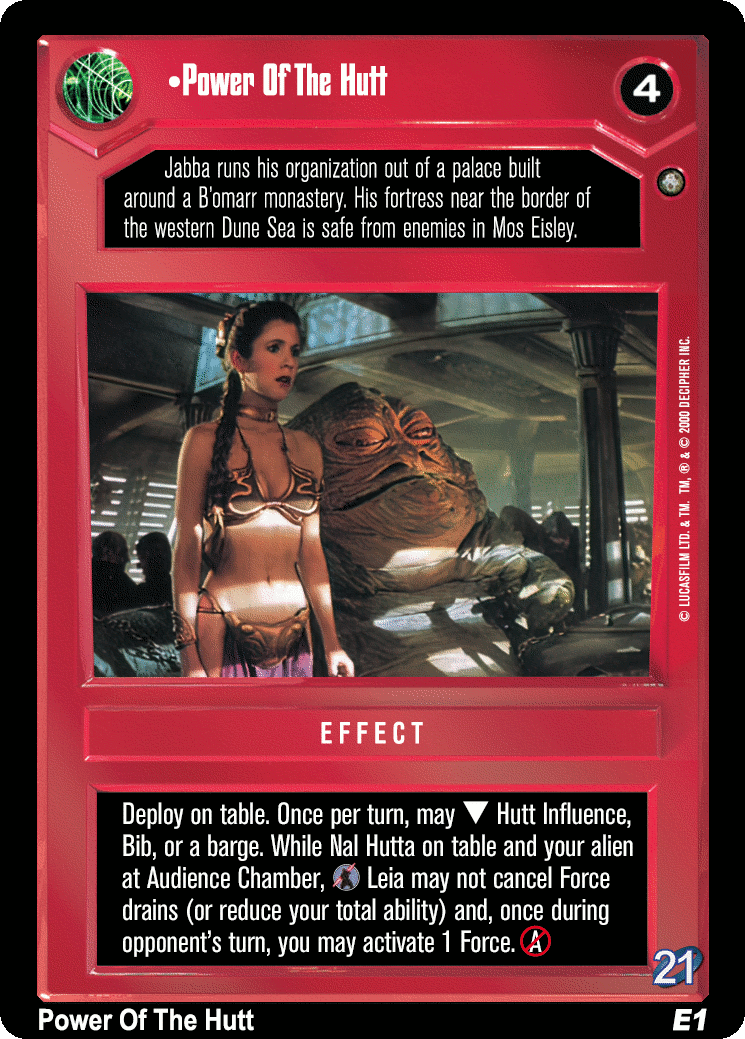 •Power Of The Hutt
4
Jabba runs his organization out of a palace built
around a B'omarr monastery. His fortress near the border of
the western Dune Sea is safe from enemies in Mos Eisley.
© LUCASFILM LTD. & TM. TM, ® & © 2000 DECIPHER INC.
EFFECT
Deploy on table. Once per turn, may ▼ Hutt Influence,
Bib, or a barge. While Nal Hutta on table and your alien
at Audience Chamber, Leia may not cancel Force
drains (or reduce your total ability) and, once during
opponent's turn, you may activate 1 Force. A
21
Power Of The Hutt
E1